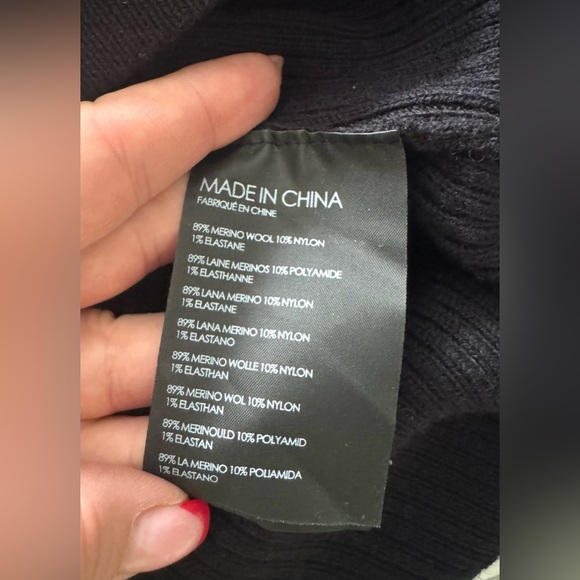 MADE IN CHINA
FABRIQUÉ EN CHINE
89% MERINO WOOL 10% NYLON
1% ELASTANE
89% LAINE MERINOS 10% POLYAMIDE
1% ELASTHANNE
89% LANA MERINO 10% NYLON
1% ELASTANE
89% LANA MERINO 10% NYLON
1% ELASTANO
89% MERINO WOLLE 10% NYLON
1% ELASTHAN
89% MERINO WOL 10% NYLON
1% ELASTHAN
89% MERINOULD 10% POLYAMID
1% ELASTAN
89% LA MERINO 10% POLIAMIDA
1% ELASTANO